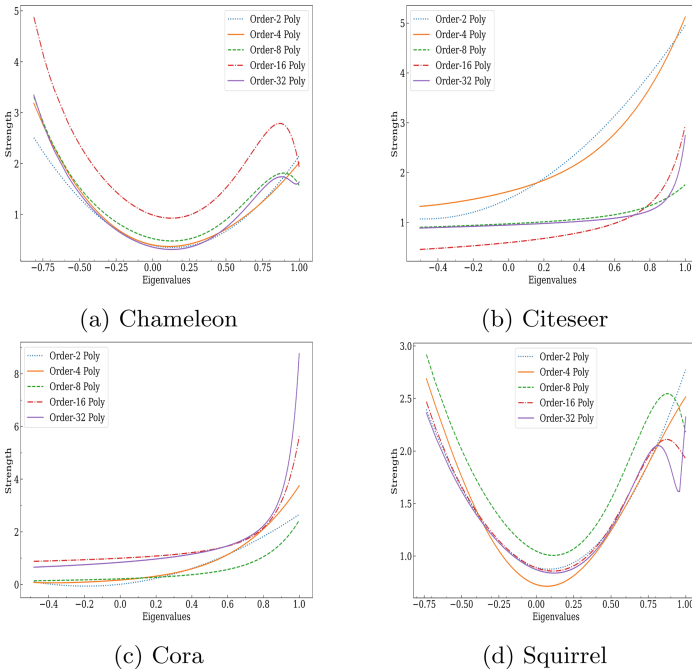 Order-2 Poly
Order-4 Poly
Order-8 Poly
Order-16 Poly
Order-32 Poly
5
4
3
2
1
Strength
−0.75 −0.50 −0.25 0.00 0.25 0.50 0.75 1.00
Eigenvalues
(a) Chameleon
Order-2 Poly
Order-4 Poly
Order-8 Poly
Order-16 Poly
Order-32 Poly
5
4
3
2
1
Strength
−0.4 −0.2 0.0 0.2 0.4 0.6 0.8 1.0
Eigenvalues
(b) Citeseer
Order-2 Poly
Order-4 Poly
Order-8 Poly
Order-16 Poly
Order-32 Poly
8
6
4
2
0
Strength
−0.4 −0.2 0.0 0.2 0.4 0.6 0.8 1.0
Eigenvalues
(c) Cora
Order-2 Poly
Order-4 Poly
Order-8 Poly
Order-16 Poly
Order-32 Poly
3.0
2.5
2.0
1.5
1.0
Strength
−0.75 −0.50 −0.25 0.00 0.25 0.50 0.75 1.00
Eigenvalues
(d) Squirrel